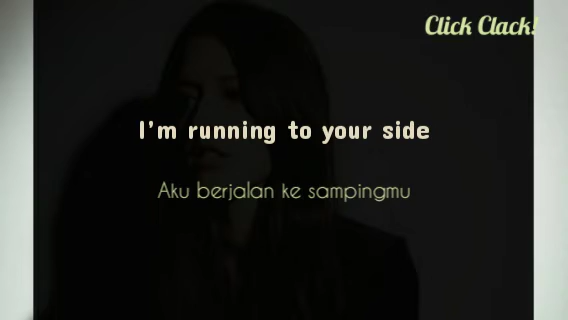 Click Clack!
I'm running to your side
Aku berjalan ke sampingmu